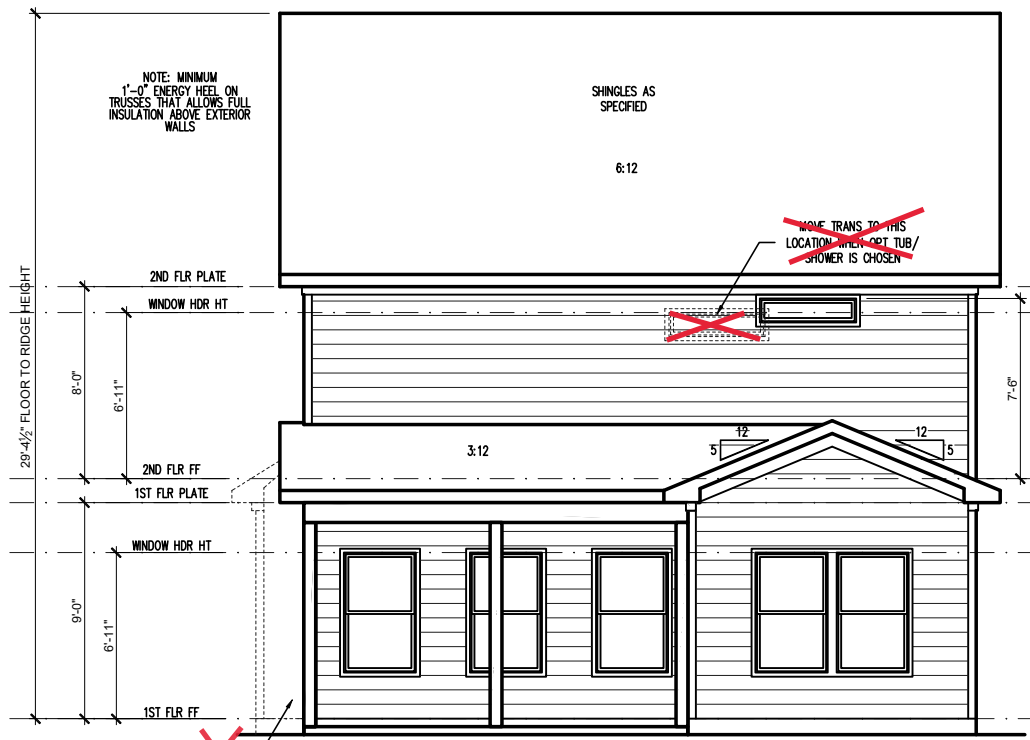 NOTE: MINIMUM
1'-0" ENERGY HEEL ON
TRUSSES THAT ALLOWS FULL
INSULATION ABOVE EXTERIOR
WALLS
SHINGLES AS
SPECIFIED
6:12
MOVE TRANS TO THIS
LOCATION WHEN OPT TUB/
SHOWER IS CHOSEN
29'-4½" FLOOR TO RIDGE HEIGHT
2ND FLR PLATE
WINDOW HDR HT
8'-0"
6'-11"
7'-6"
3:12
12
5
12
5
2ND FLR FF
1ST FLR PLATE
WINDOW HDR HT
9'-0"
6'-11"
1ST FLR FF